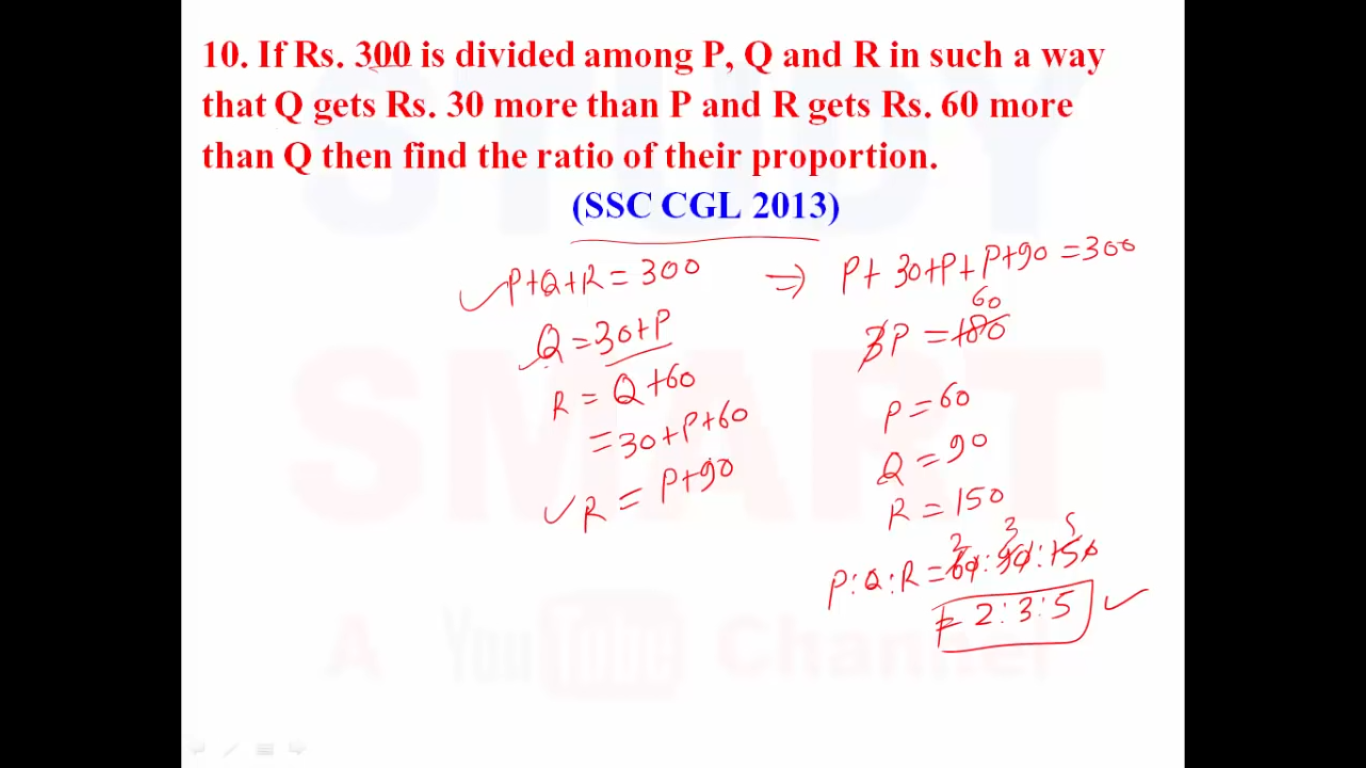 10. If Rs. 300 is divided among P, Q and R in such a way
that Q gets Rs. 30 more than P and R gets Rs. 60 more
than Q then find the ratio of their proportion.
(SSC CGL 2013)
P+Q+R=300
Q=30+P
R = Q+60
=30+P+60
R = P+90
⇒ P+ 30+P+P+90=300
60
3P =180
P=60
Q=90
R=150
2 3 5
P:Q:R=60:90:150
= 2:3:5
STUDY
SMART
A YouTube Channel